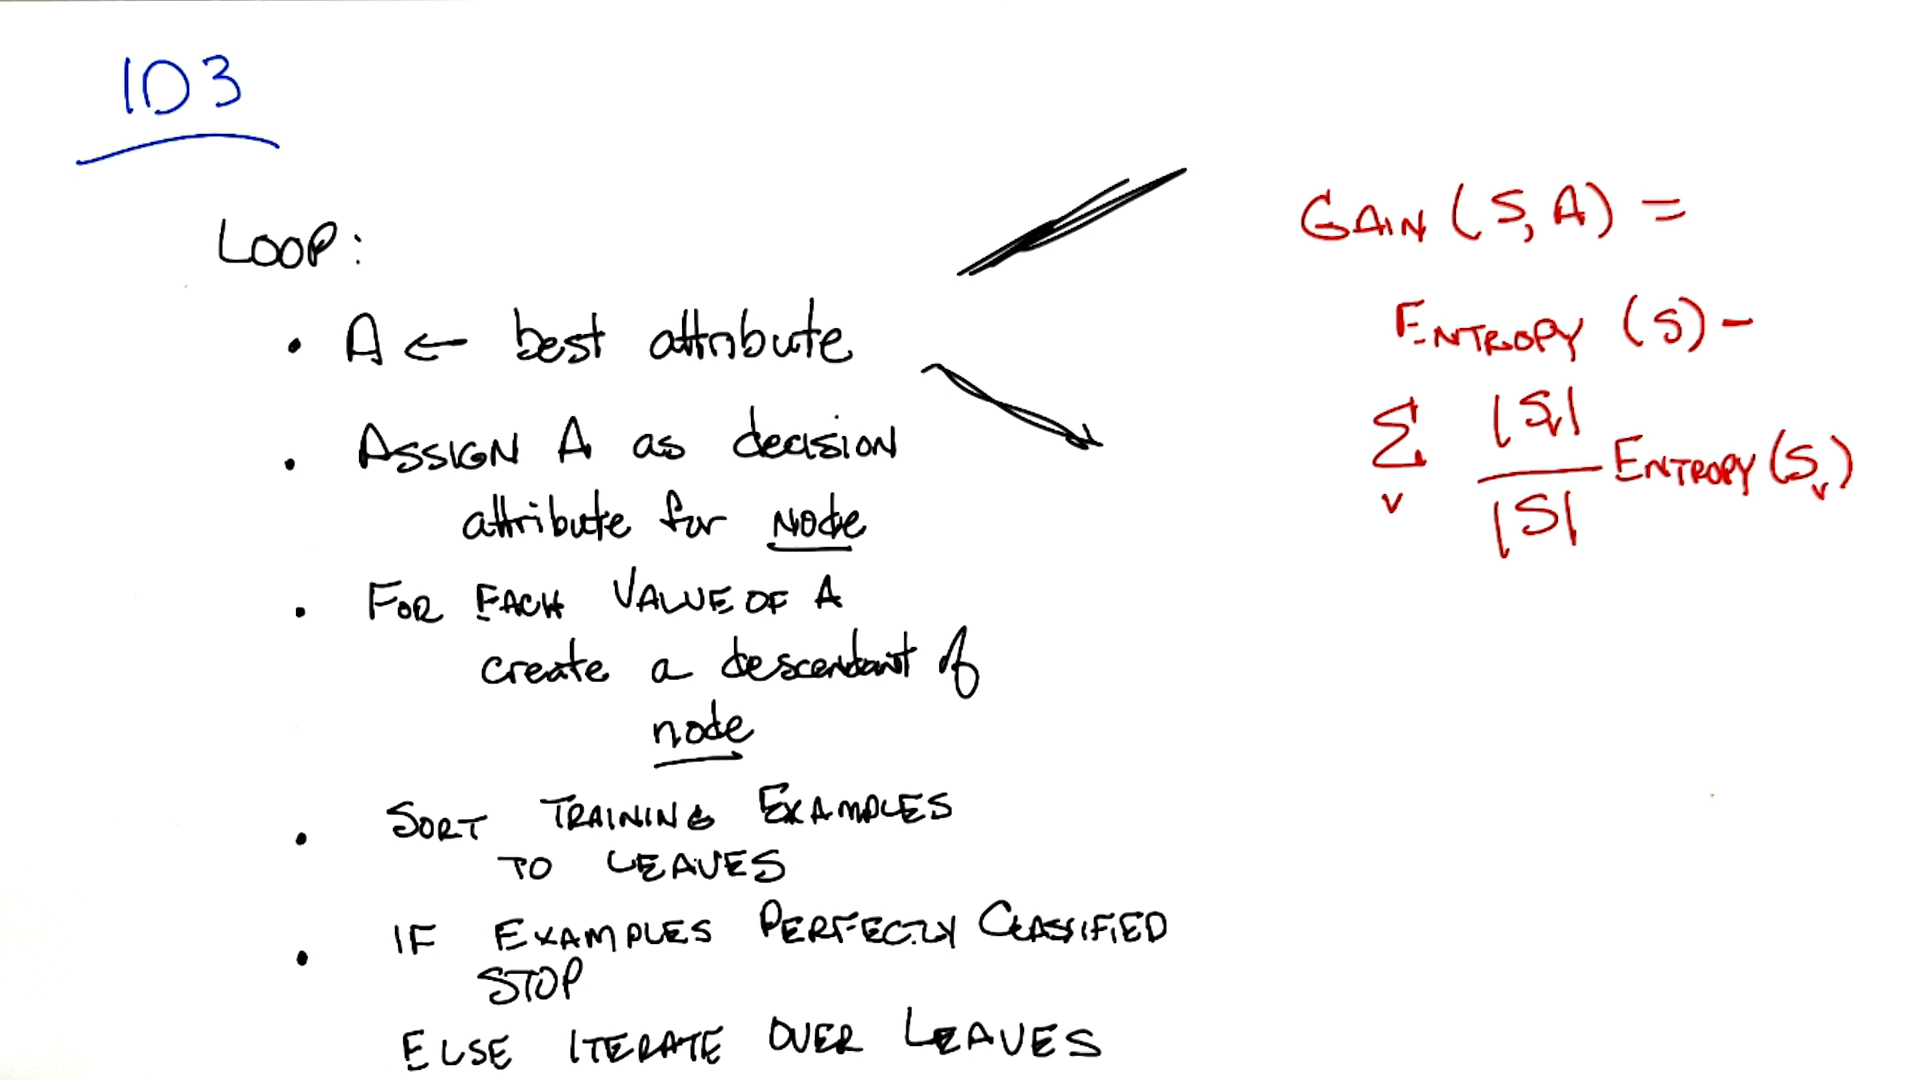 ID3
LOOP:
• A ← best attribute
• ASSIGN A as decision
attribute for NODE
• FOR EACH VALUE OF A
create a descendant of
node
• SORT TRAINING EXAMPLES
TO LEAVES
• IF EXAMPLES PERFECTLY CLASSIFIED
STOP
ELSE ITERATE OVER LEAVES
GAIN (S, A) =
ENTROPY (S) -
∑ᵥ |Sᵥ| / |S| ENTROPY (Sᵥ)